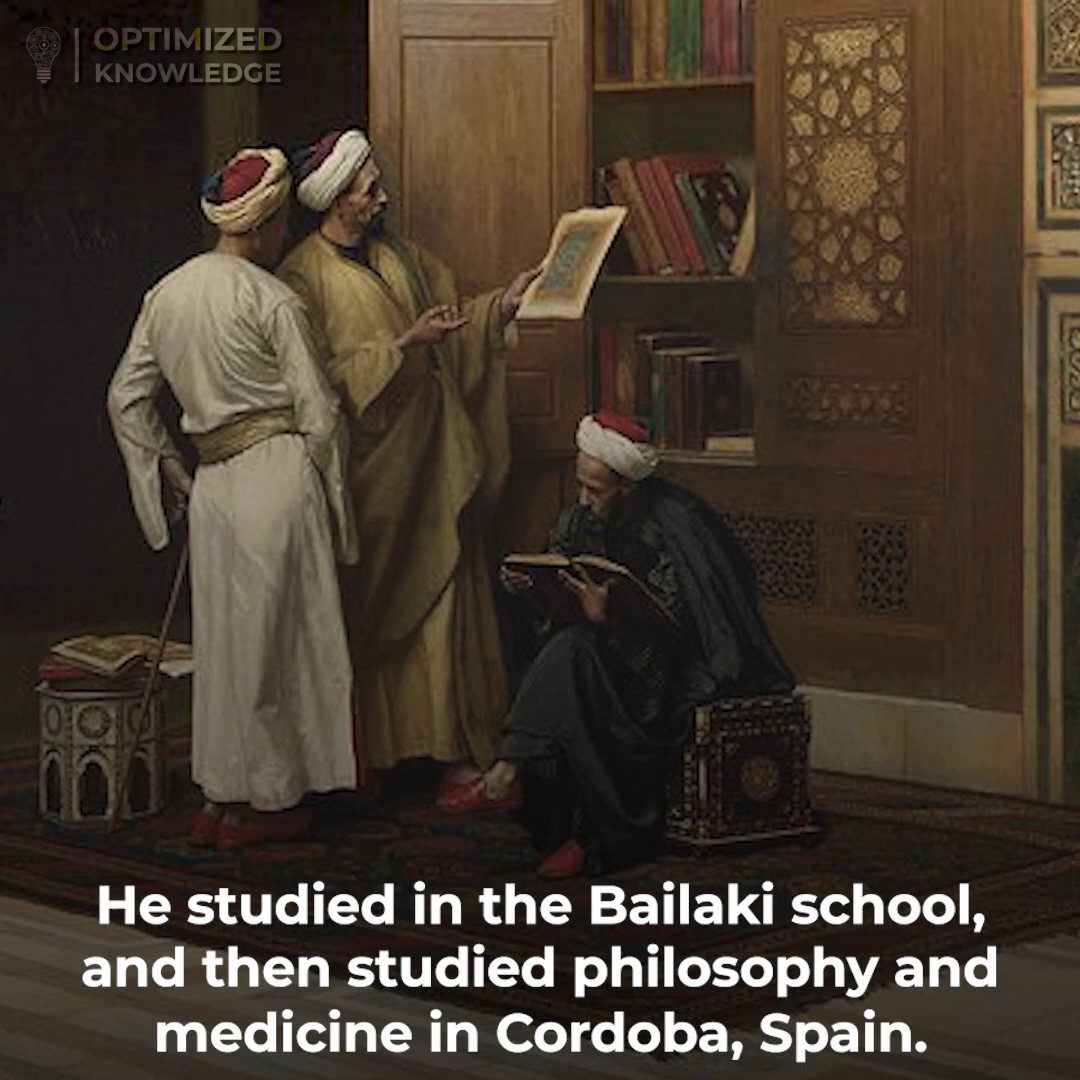 OPTIMIZED
KNOWLEDGE
He studied in the Bailaki school,
and then studied philosophy and
medicine in Cordoba, Spain.